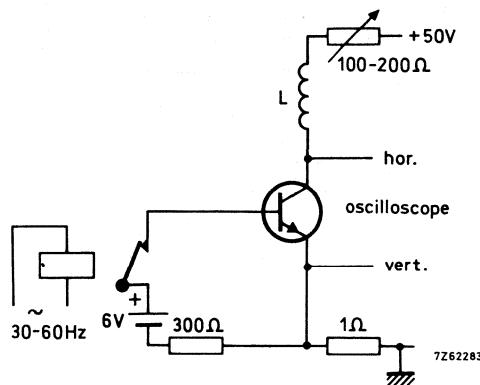 +50V
100-200Ω
L
hor.
oscilloscope
vert.
+
6V
300Ω
1Ω
~
30-60Hz
7Z62283